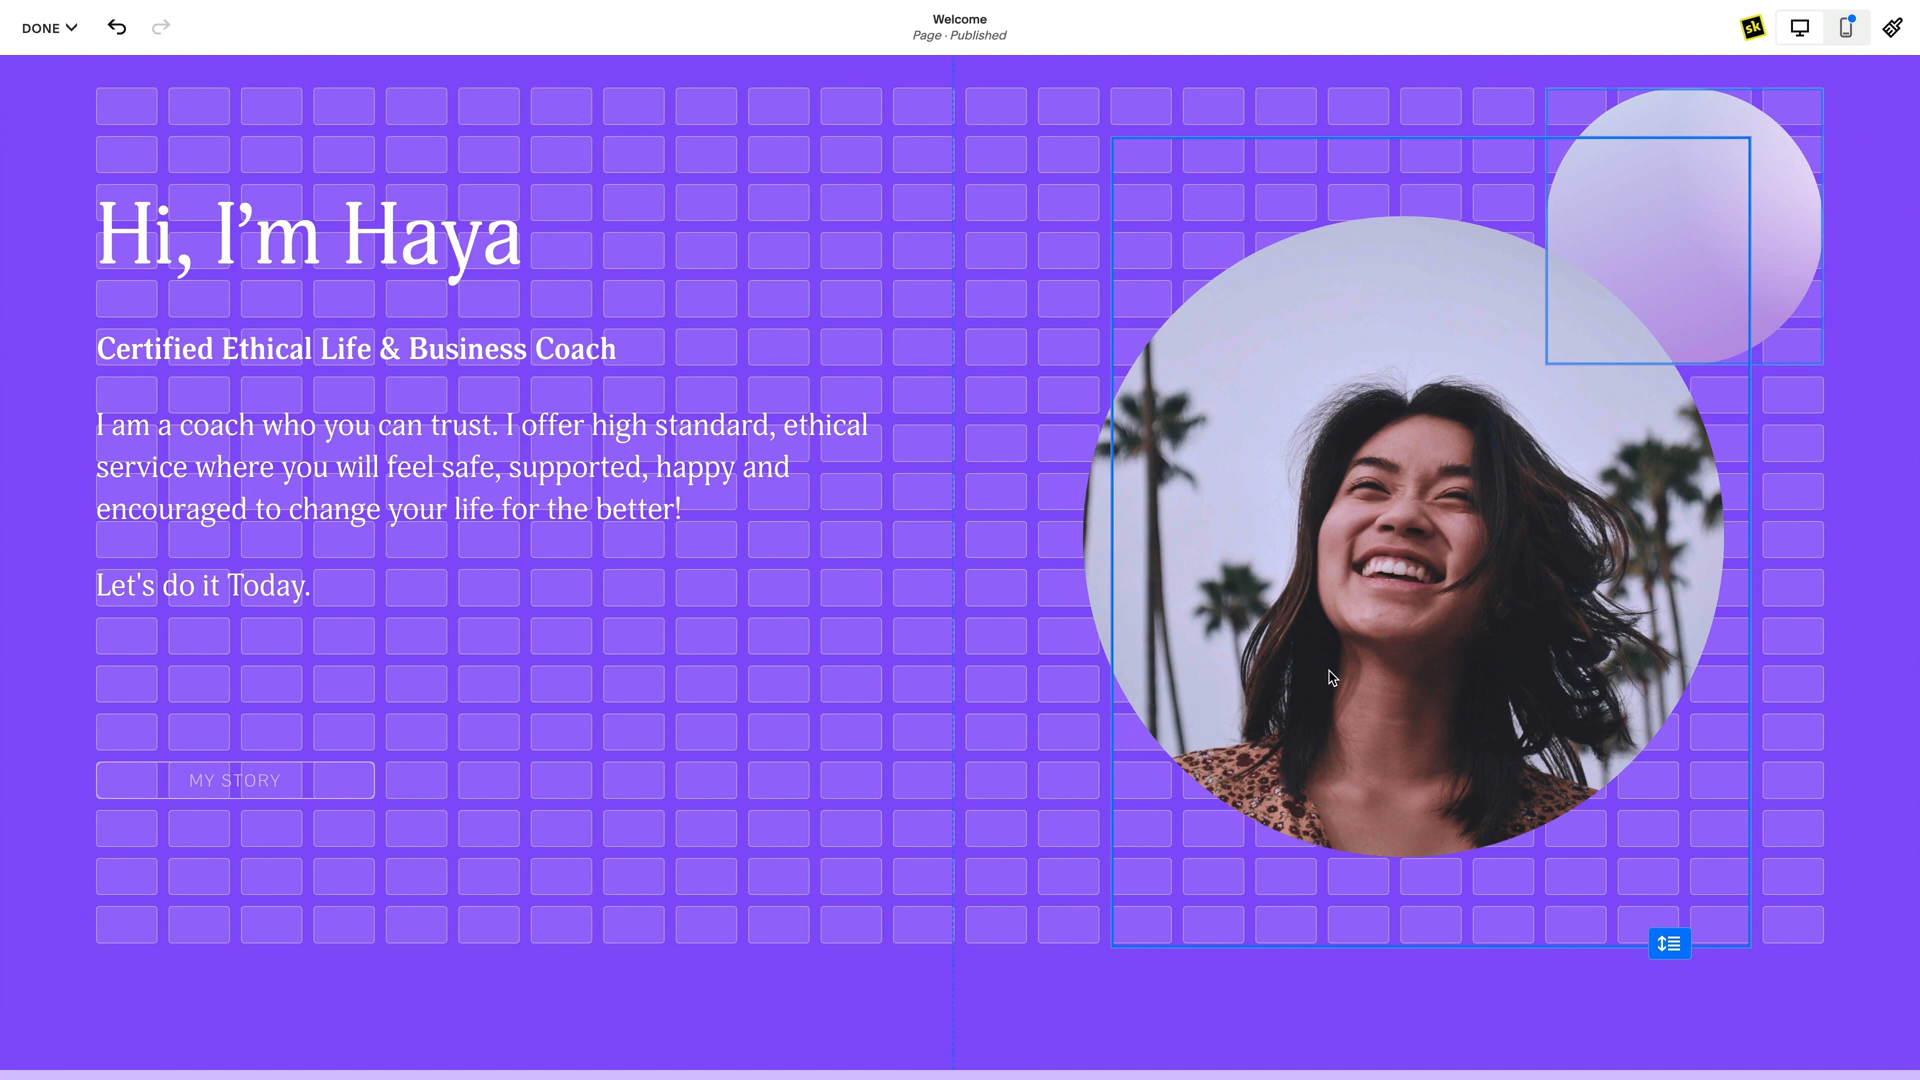 DONE
Welcome
Page · Published
sk
Hi, I’m Haya
Certified Ethical Life & Business Coach
I am a coach who you can trust. I offer high standard, ethical
service where you will feel safe, supported, happy and
encouraged to change your life for the better!
Let's do it Today.
MY STORY